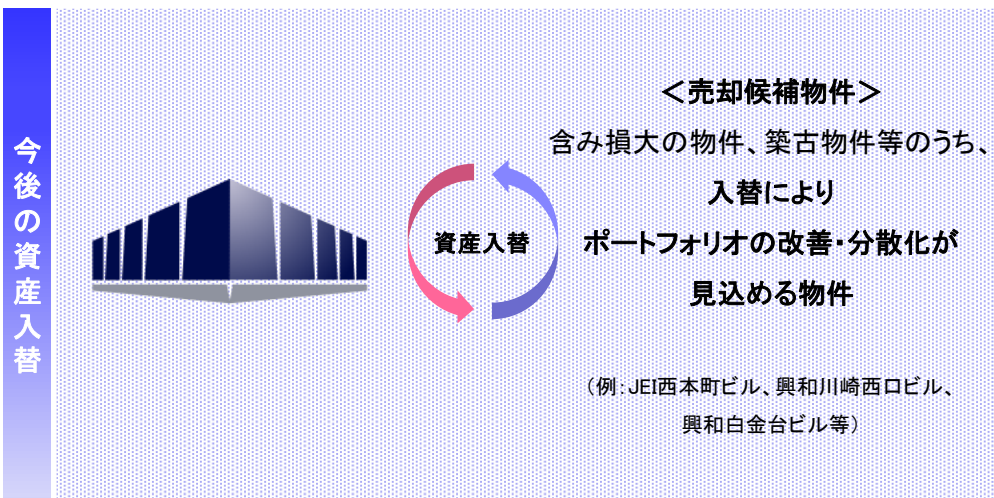 今後の資産入替
資産入替
＜売却候補物件＞
含み損大の物件、築古物件等のうち、
入替により
ポートフォリオの改善・分散化が
見込める物件
（例：JEI西本町ビル、興和川崎西口ビル、
興和白金台ビル等）